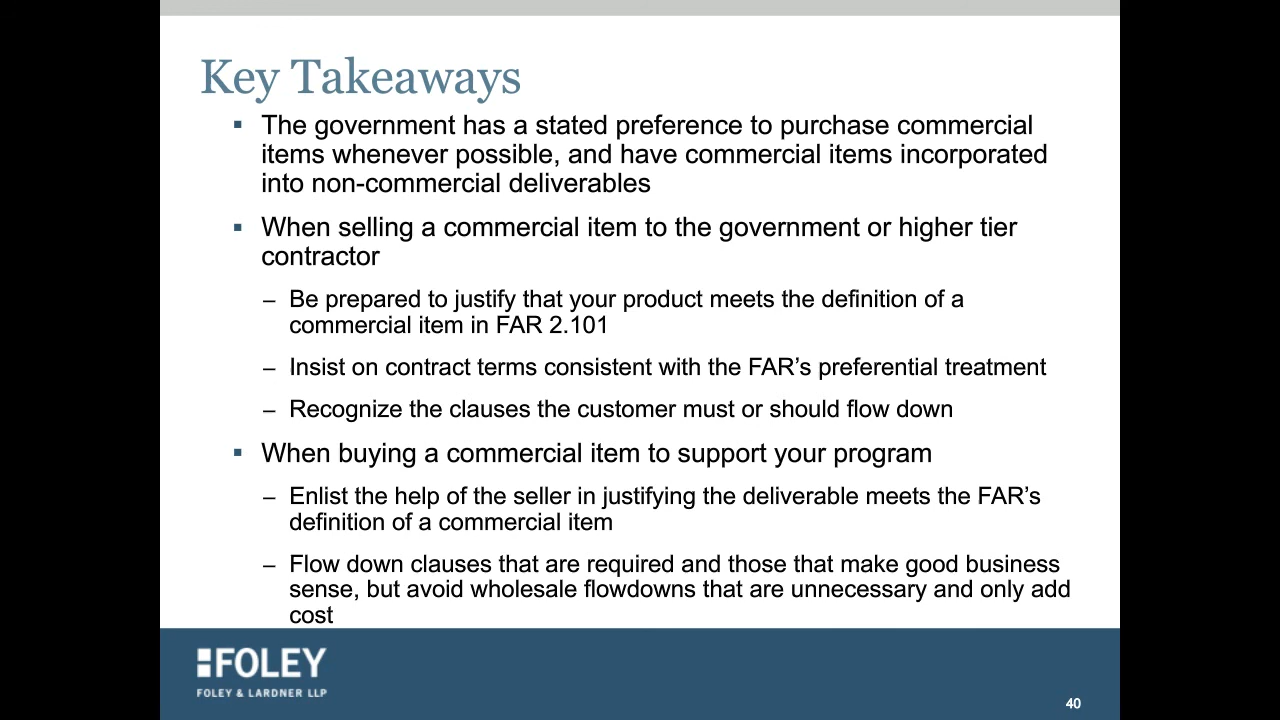 Key Takeaways
▪ The government has a stated preference to purchase commercial
items whenever possible, and have commercial items incorporated
into non-commercial deliverables
▪ When selling a commercial item to the government or higher tier
contractor
– Be prepared to justify that your product meets the definition of a
commercial item in FAR 2.101
– Insist on contract terms consistent with the FAR’s preferential treatment
– Recognize the clauses the customer must or should flow down
▪ When buying a commercial item to support your program
– Enlist the help of the seller in justifying the deliverable meets the FAR’s
definition of a commercial item
– Flow down clauses that are required and those that make good business
sense, but avoid wholesale flowdowns that are unnecessary and only add
cost
FOLEY
FOLEY & LARDNER LLP
40